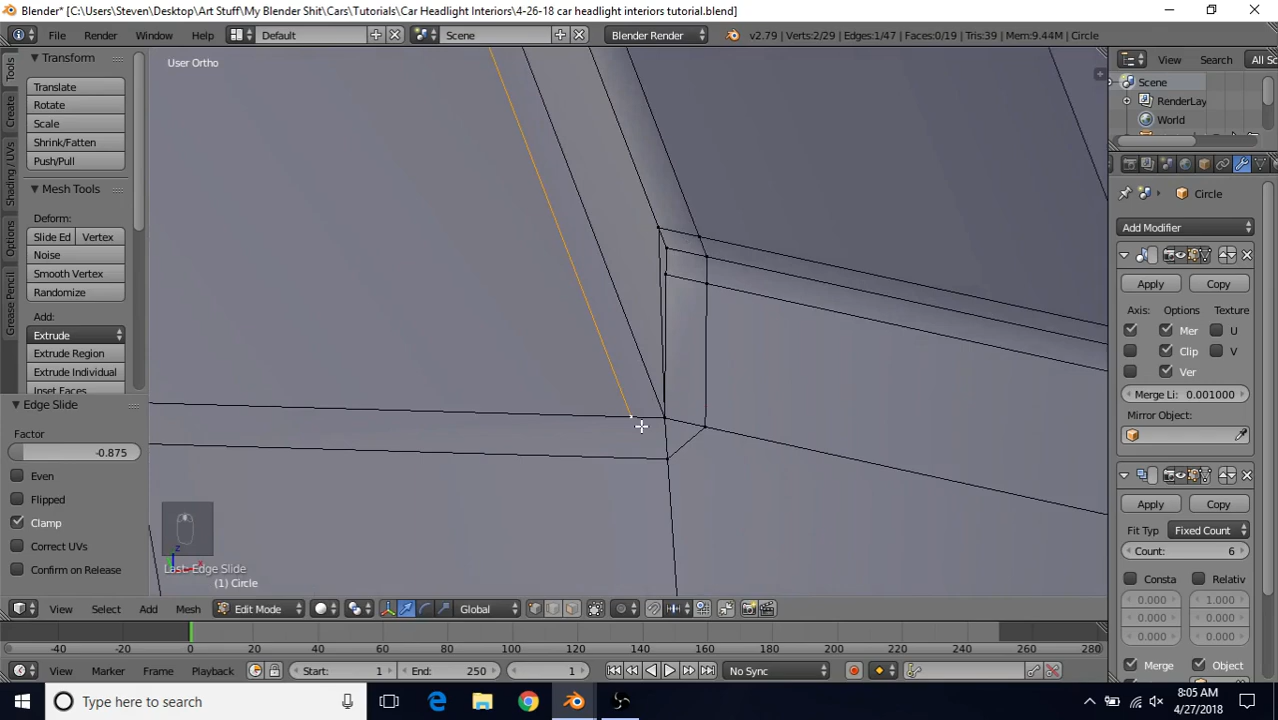 Blender* [C:\Users\Steven\Desktop\Art Stuff\My Blender Shit\Cars\Tutorials\Car Headlight Interiors\4-26-18 car headlight interiors tutorial.blend]
File Render Window Help Default Scene Blender Render v2.79 | Verts:2/29 | Edges:1/47 | Faces:0/19 | Tris:39 | Mem:9.44M | Circle
User Ortho
Tools
Create
Shading / UVs
Options
Grease Pencil
Transform
Translate
Rotate
Scale
Shrink/Fatten
Push/Pull
Mesh Tools
Deform:
Slide Ed Vertex
Noise
Smooth Vertex
Randomize
Add:
Extrude
Extrude Region
Extrude Individual
Inset Faces
Edge Slide
Factor
-0.875
Even
Flipped
Clamp
Correct UVs
Confirm on Release
z
Last: Edge Slide
(1) Circle
View Search All Sc
Scene
RenderLay
World
Circle
Add Modifier
Apply Copy
Axis: Options Texture
Mer U
Clip V
Ver
Merge Li: 0.001000
Mirror Object:
Apply Copy
Fit Typ Fixed Count
Count: 6
Consta Relativ
0.000 1.000
0.000 0.000
0.000 0.000
Merge Object
View Select Add Mesh Edit Mode Global
-40 -20 0 20 40 60 80 100 120 140 160 180 200 220 240 260 280
View Marker Frame Playback Start: 1 End: 250 1 No Sync
Type here to search
8:05 AM
4/27/2018